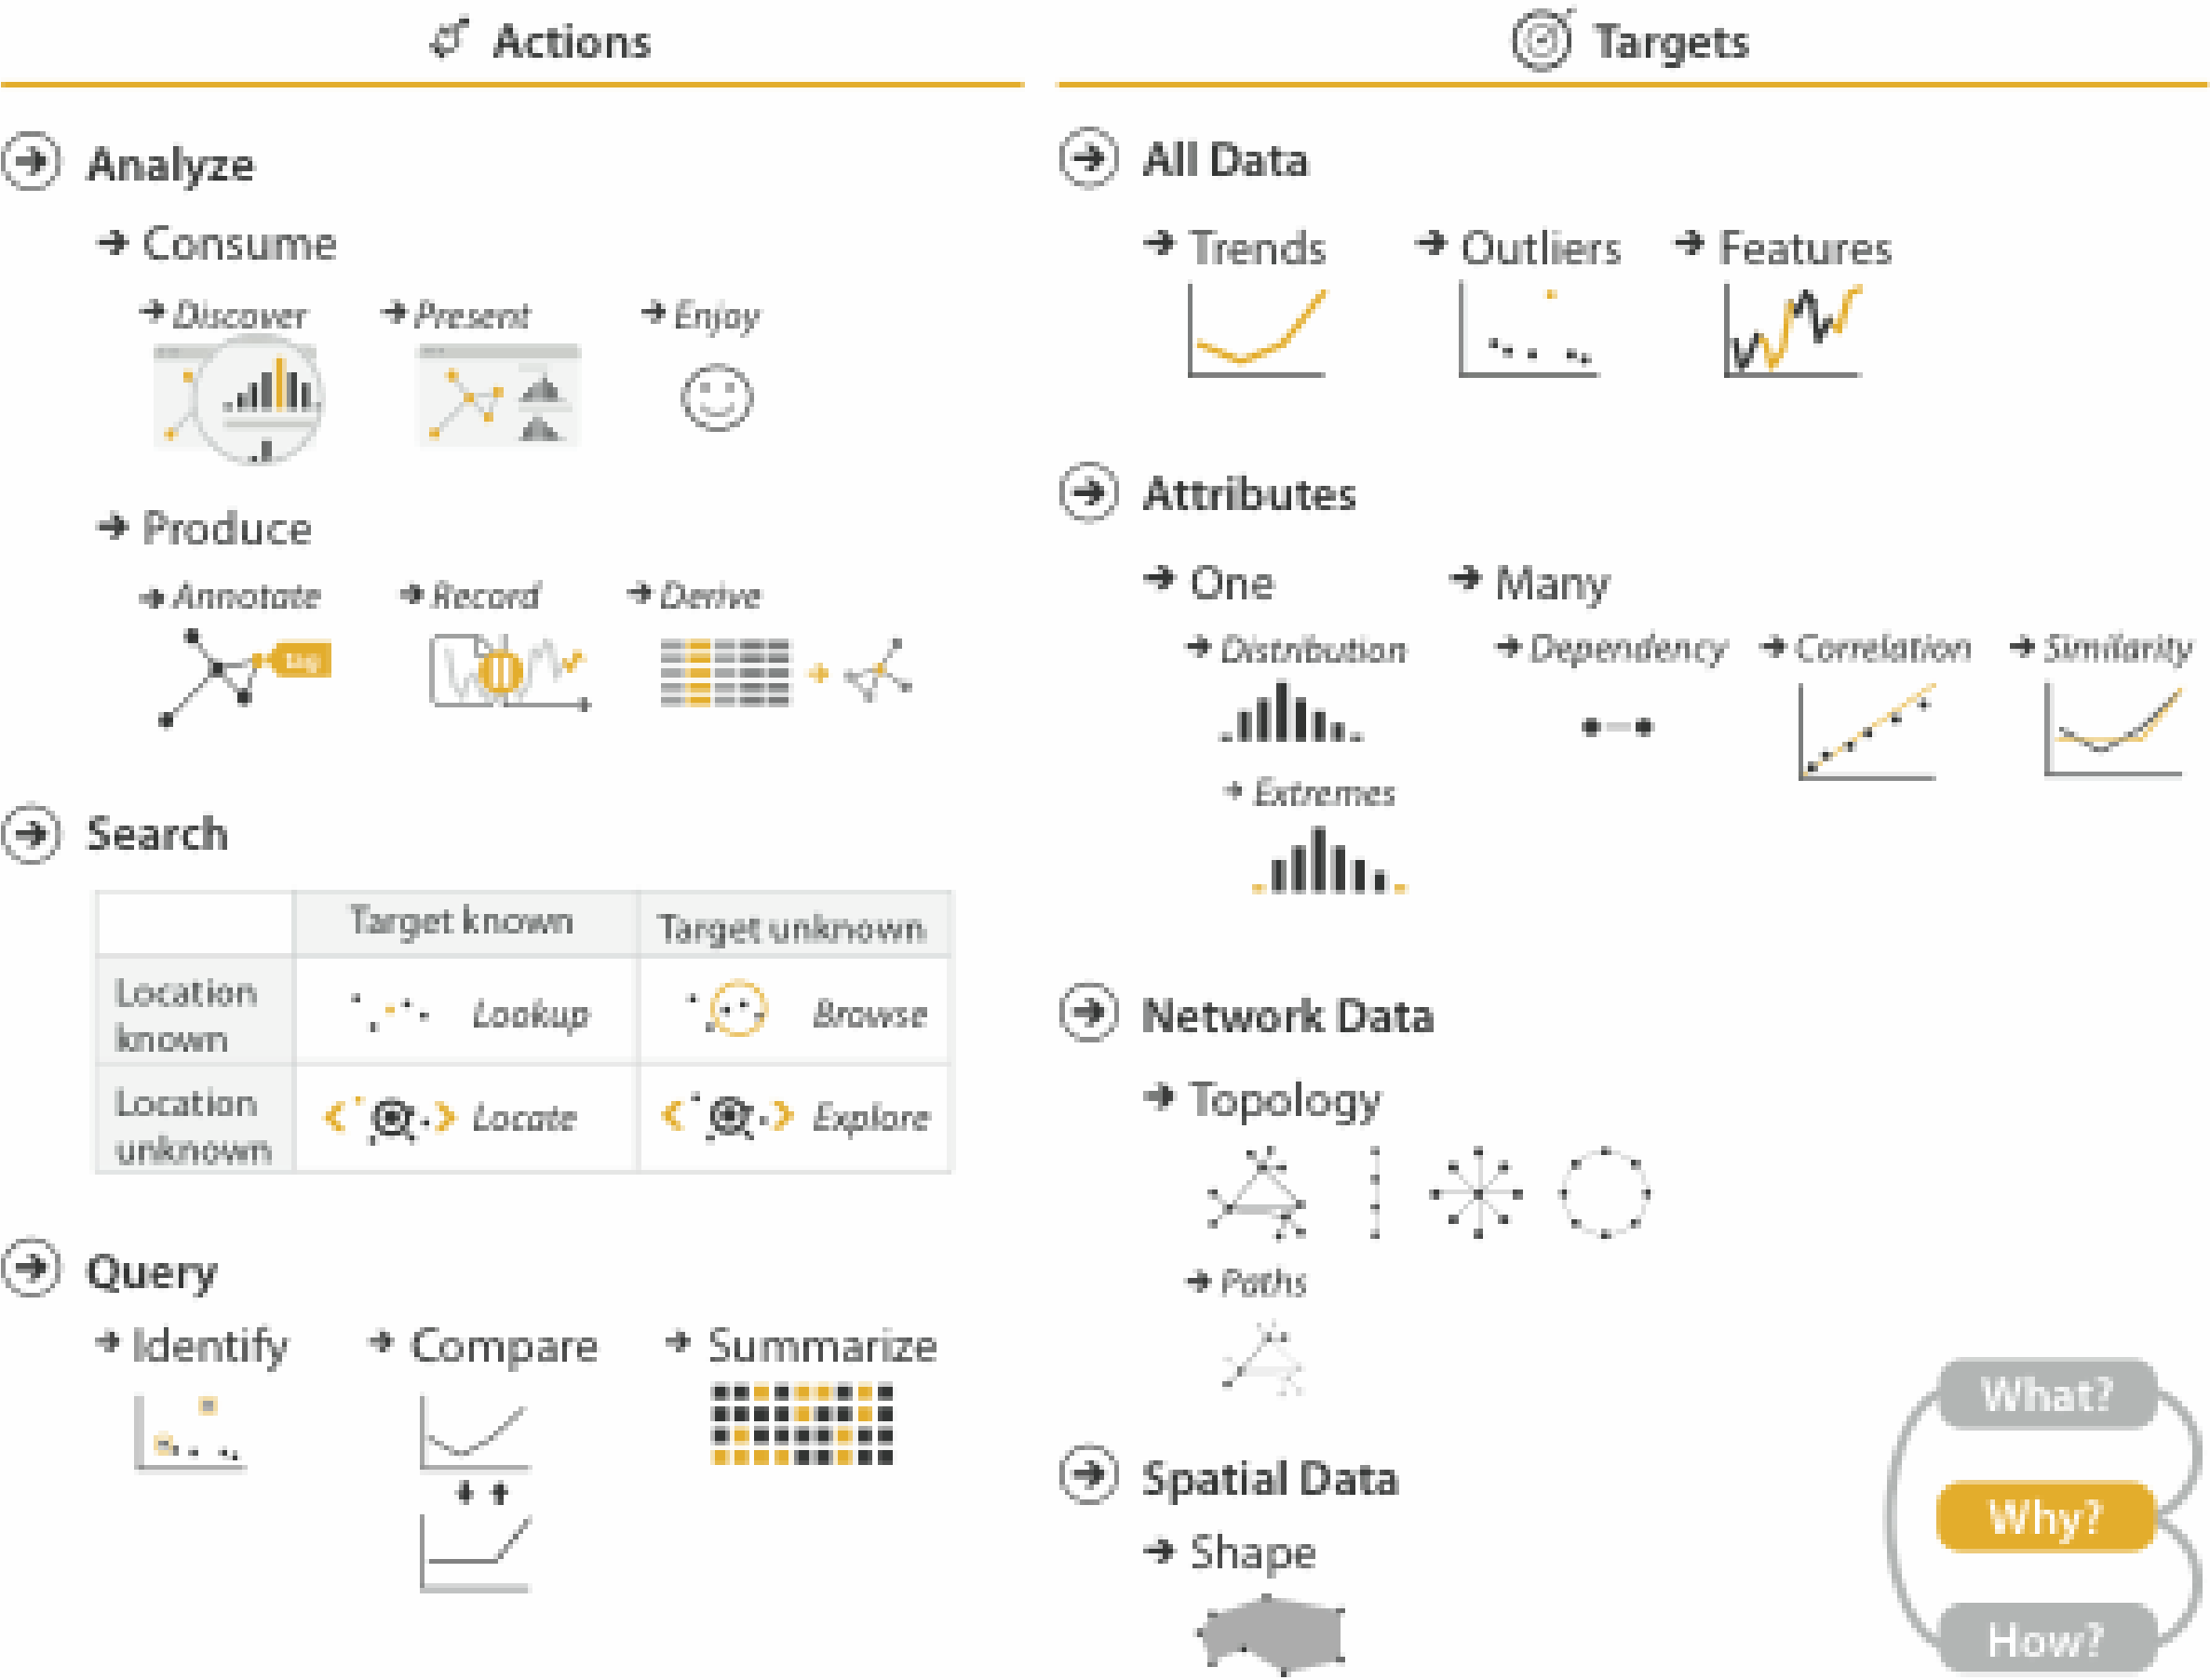 Actions
Analyze
Consume
Discover
Present
Enjoy
Produce
Annotate
Record
Derive
tag
Search
Target known
Target unknown
Location known
Lookup
Browse
Location unknown
Locate
Explore
Query
Identify
Compare
Summarize
Targets
All Data
Trends
Outliers
Features
Attributes
One
Many
Distribution
Dependency
Correlation
Similarity
Extremes
Network Data
Topology
Paths
Spatial Data
Shape
What?
Why?
How?